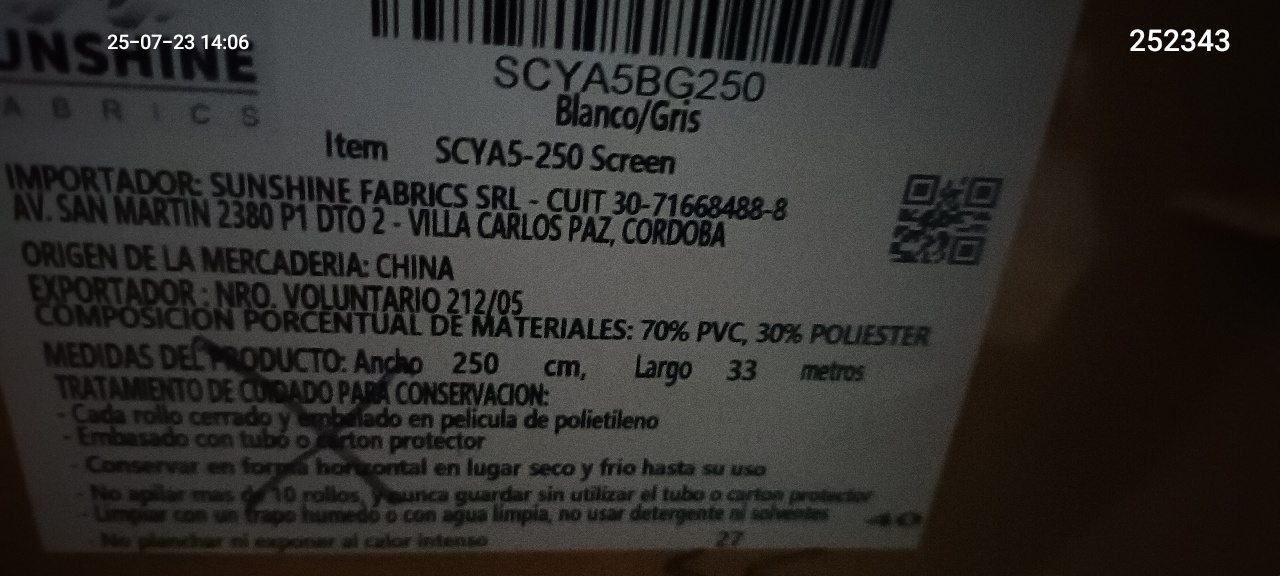 25-07-23 14:06
252343
UNSHINE
ABRICS
SCYA5BG250
Blanco/Gris
Item SCYA5-250 Screen
IMPORTADOR: SUNSHINE FABRICS SRL - CUIT 30-71668488-8
AV. SAN MARTIN 2380 P1 DTO 2 - VILLA CARLOS PAZ, CORDOBA
ORIGEN DE LA MERCADERIA: CHINA
EXPORTADOR : NRO. VOLUNTARIO 212/05
COMPOSICIÓN PORCENTUAL DE MATERIALES: 70% PVC, 30% POLIESTER
MEDIDAS DEL PRODUCTO: Ancho 250 cm, Largo 33 metros
TRATAMIENTO DE CUIDADO PARA CONSERVACION:
- Cada rollo cerrado y embalado en pelicula de polietileno
- Embasado con tubo o carton protector
- Conservar en forma horizontal en lugar seco y frio hasta su uso
- No apilar mas de 10 rollos, y nunca guardar sin utilizar el tubo o carton protector
- Limpiar con un trapo humedo o con agua limpia, no usar detergente ni solventes
No planchar ni exponer al calor intenso
27
40